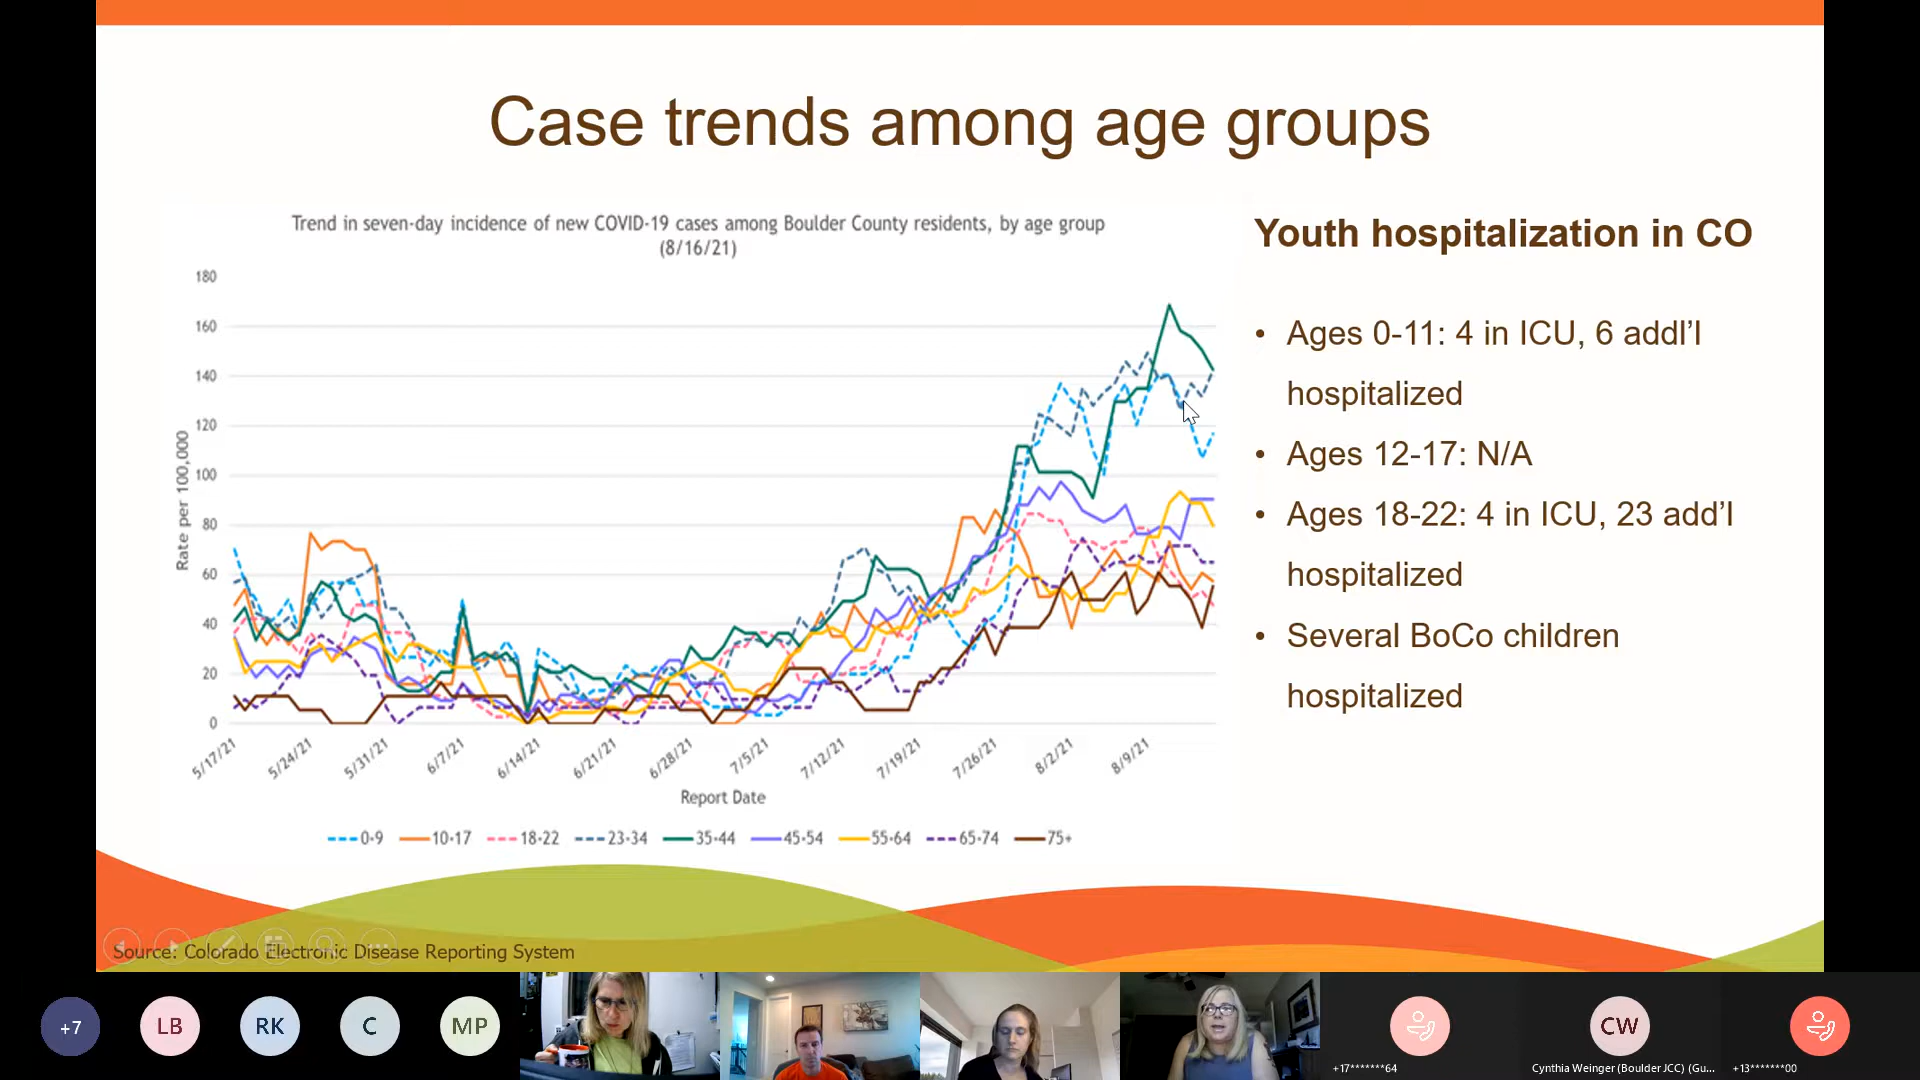 Case trends among age groups
Trend in seven-day incidence of new COVID-19 cases among Boulder County residents, by age group
(8/16/21)
180
160
140
120
100
80
60
40
20
0
Rate per 100,000
5/17/21
5/24/21
5/31/21
6/7/21
6/14/21
6/21/21
6/28/21
7/5/21
7/12/21
7/19/21
7/26/21
8/2/21
8/9/21
Report Date
0-9 10-17 18-22 23-34 35-44 45-54 55-64 65-74 75+
Youth hospitalization in CO
• Ages 0-11: 4 in ICU, 6 addl'l
hospitalized
• Ages 12-17: N/A
• Ages 18-22: 4 in ICU, 23 add'l
hospitalized
• Several BoCo children
hospitalized
Source: Colorado Electronic Disease Reporting System
+7
LB
RK
C
MP
CW
+17*******64
Cynthia Weinger (Boulder JCC) (Gu...
+13*******00